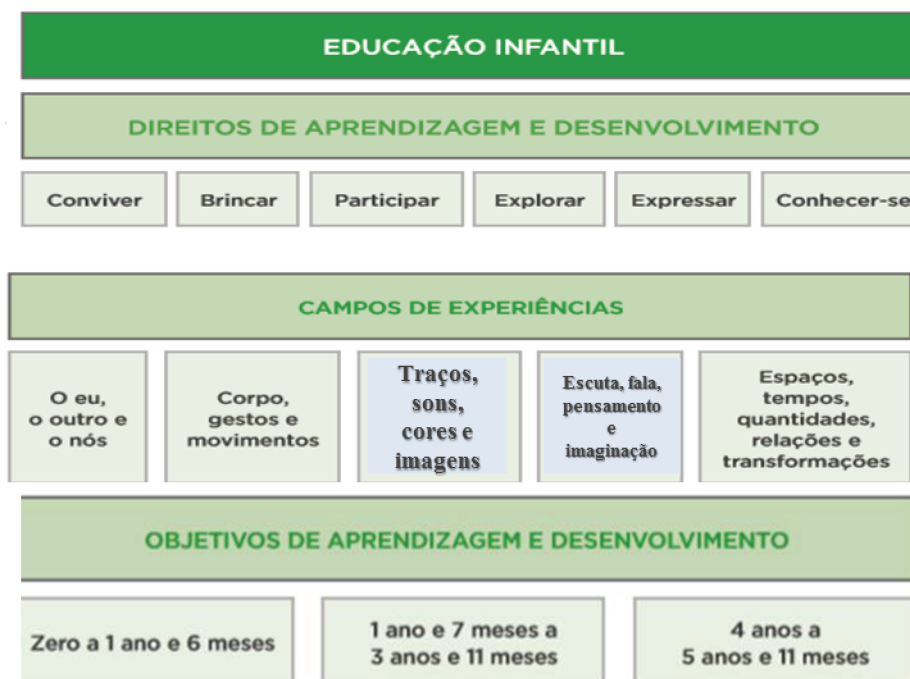 EDUCAÇÃO INFANTIL
DIREITOS DE APRENDIZAGEM E DESENVOLVIMENTO
Conviver
Brincar
Participar
Explorar
Expressar
Conhecer-se
CAMPOS DE EXPERIÊNCIAS
O eu,
o outro e
o nós
Corpo,
gestos e
movimentos
Traços,
sons,
cores e
imagens
Escuta, fala,
pensamento
e
imaginação
Espaços,
tempos,
quantidades,
relações e
transformações
OBJETIVOS DE APRENDIZAGEM E DESENVOLVIMENTO
Zero a 1 ano e 6 meses
1 ano e 7 meses a
3 anos e 11 meses
4 anos a
5 anos e 11 meses